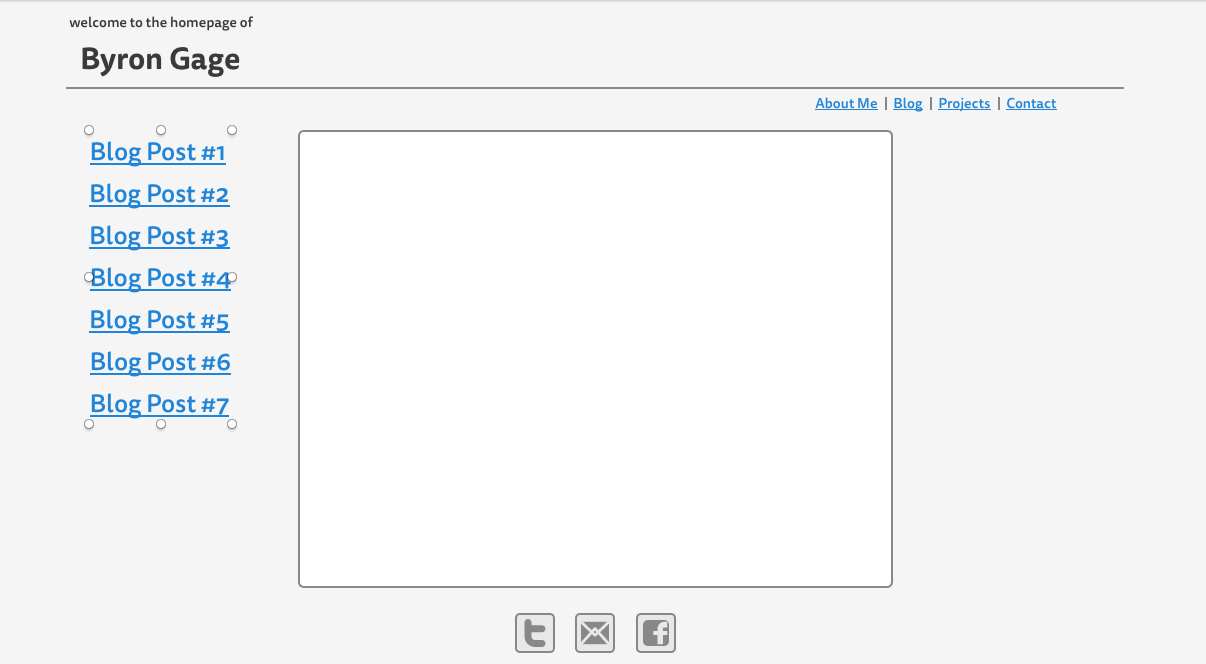 welcome to the homepage of
Byron Gage
About Me | Blog | Projects | Contact
Blog Post #1
Blog Post #2
Blog Post #3
Blog Post #4
Blog Post #5
Blog Post #6
Blog Post #7